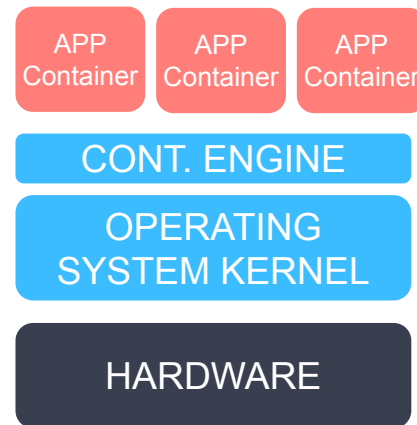 APP
Container
APP
Container
APP
Container
CONT. ENGINE
OPERATING
SYSTEM KERNEL
HARDWARE